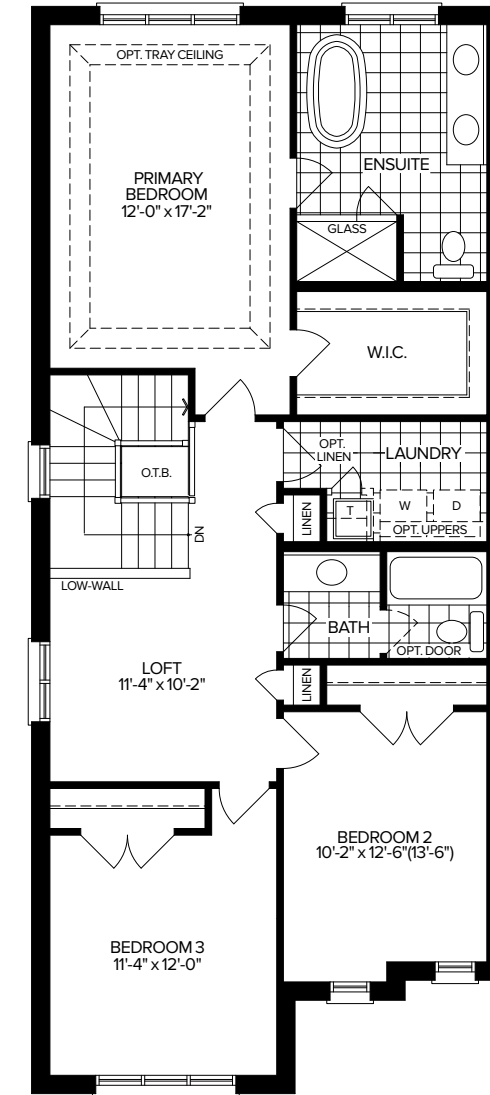 OPT. TRAY CEILING
PRIMARY
BEDROOM
12'-0" x 17'-2"
ENSUITE
GLASS
W.I.C.
OPT.
LINEN
LAUNDRY
O.T.B.
LINEN
T
W
D
OPT. UPPERS
DN
LOW-WALL
BATH
OPT. DOOR
LOFT
11'-4" x 10'-2"
LINEN
BEDROOM 2
10'-2" x 12'-6"(13'-6")
BEDROOM 3
11'-4" x 12'-0"